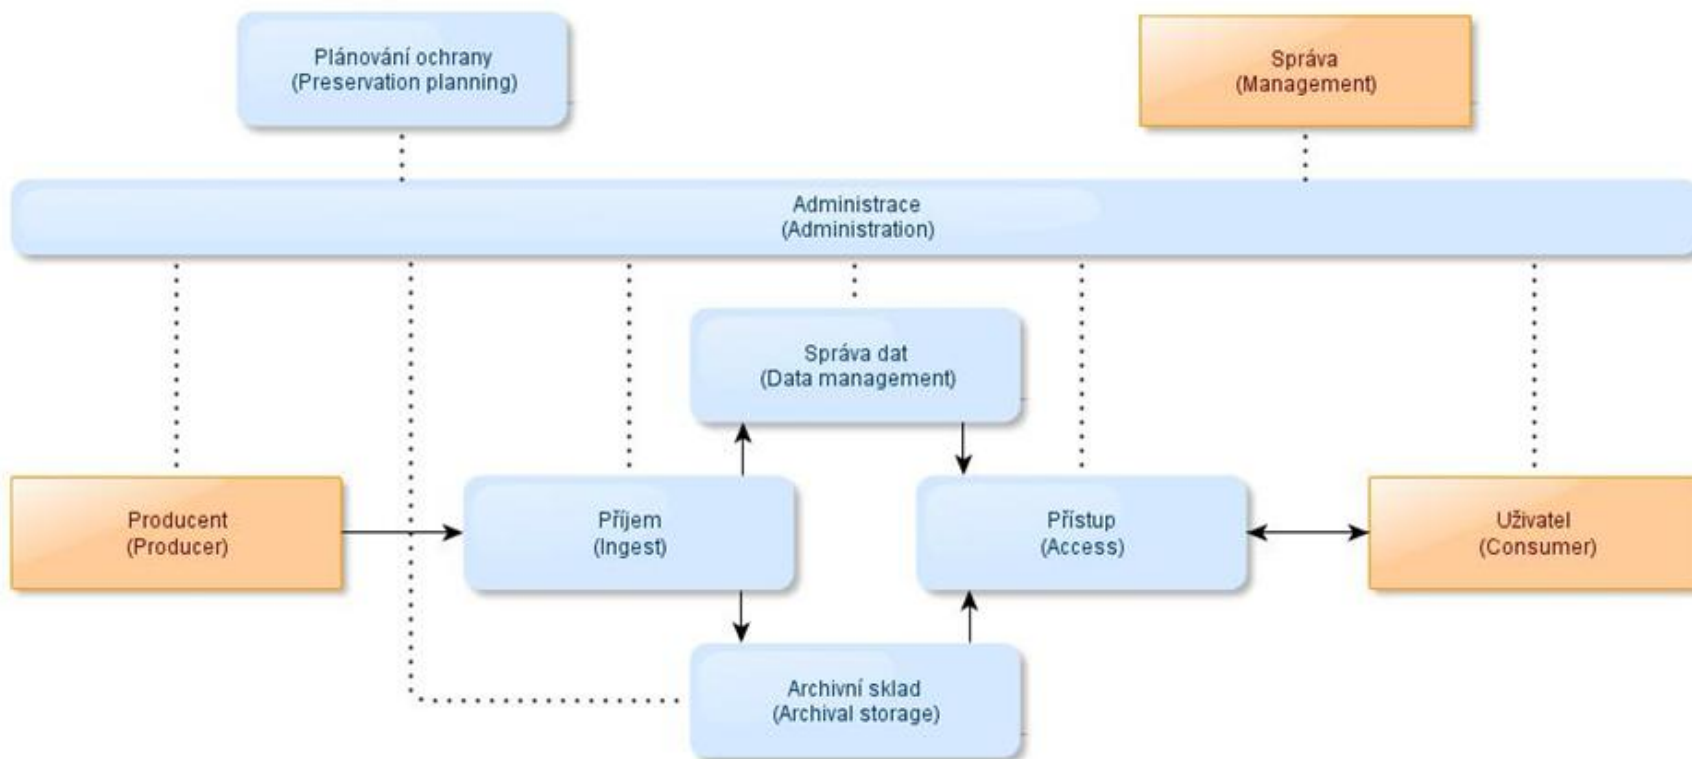 Plánování ochrany
(Preservation planning)
Správa
(Management)
Administrace
(Administration)
Správa dat
(Data management)
Producent
(Producer)
Příjem
(Ingest)
Přístup
(Access)
Uživatel
(Consumer)
Archivní sklad
(Archival storage)